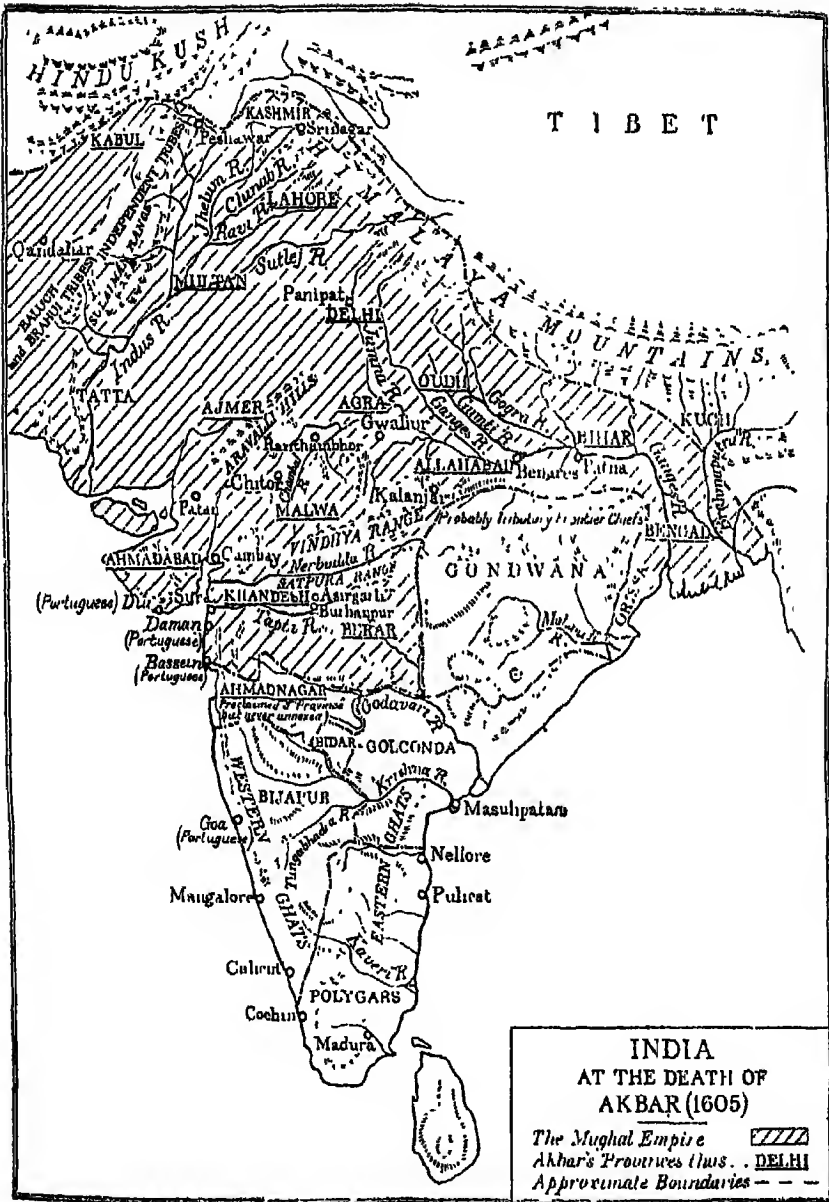 HINDU KUSH
TIBET
KASHMIR
Srinagar
Peshawar
KABUL
INDEPENDENT TRIBES
Jhelum R.
Chunab R.
Ravi R.
LAHORE
HIMALAYA MOUNTAINS.
Qandahar
BALUCH
and BRAHUI TRIBES
SULAIMAN RANGE
MULTAN
Sutlej R.
Indus R.
Panipat
DELHI
TATTA
Jumna R.
OUDH
Gogra R.
Gumti R.
Ganges R.
AJMER
ARAVALLI HILLS
AGRA
Gwaliur
Ranthambhor
BIHAR
KUCH
Ganges R.
Brahmaputra R.
ALLAHABAD
Benares
Patna
Chitor
Chambal R.
Kalanjar
Patan
MALWA
VINDHYA RANGE
Probably Tributary Frontier Chiefs
BENGAL
AHMADABAD
Cambay
Nerbudda R.
GONDWANA
SATPURA RANGE
ORISSA
(Portuguese) Diu
Surat
KHANDESH
Asirgarh
Burhanpur
Daman
(Portuguese)
Tapti R.
BERAR
R.
Bassein
(Portuguese)
AHMADNAGAR
Proclaimed a Province
but never annexed
Godavari R.
BIDAR
GOLCONDA
WESTERN GHATS
BIJAPUR
Krishna R.
Masulipatam
Goa
(Portuguese)
Tungabhadra R.
EASTERN GHATS
Nellore
Mangalore
Pulicat
Kaveri R.
Calicut
POLYGARS
Cochin
Madura
INDIA
AT THE DEATH OF
AKBAR (1605)
The Mughal Empire
Akbar's Provinces thus . . DELHI
Approximate Boundaries